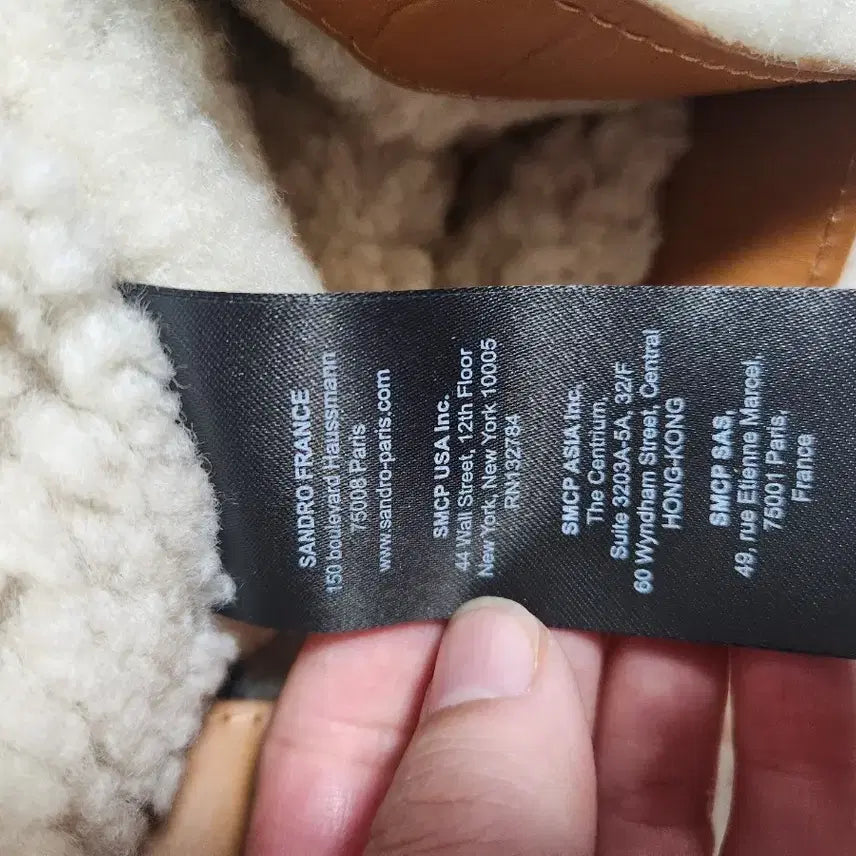 SANDRO FRANCE
150 boulevard Haussmann
75008 Paris
www.sandro-paris.com
SMCP USA Inc.
44 Wall Street, 12th Floor
New York, New York 10005
RN132784
SMCP ASIA Inc.
The Centrium,
Suite 3203A-5A, 32/F
60 Wyndham Street, Central
HONG-KONG
SMCP SAS,
49, rue Etienne Marcel,
75001 Paris,
France